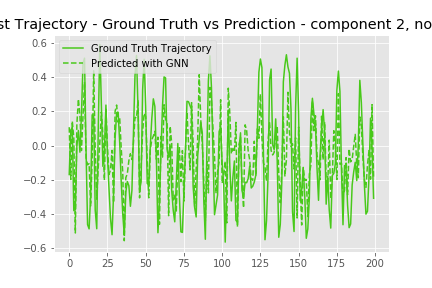 st Trajectory - Ground Truth vs Prediction - component 2, no
0.6
Ground Truth Trajectory
Predicted with GNN
0.4
0.2
0.0
−0.2
−0.4
−0.6
0 25 50 75 100 125 150 175 200